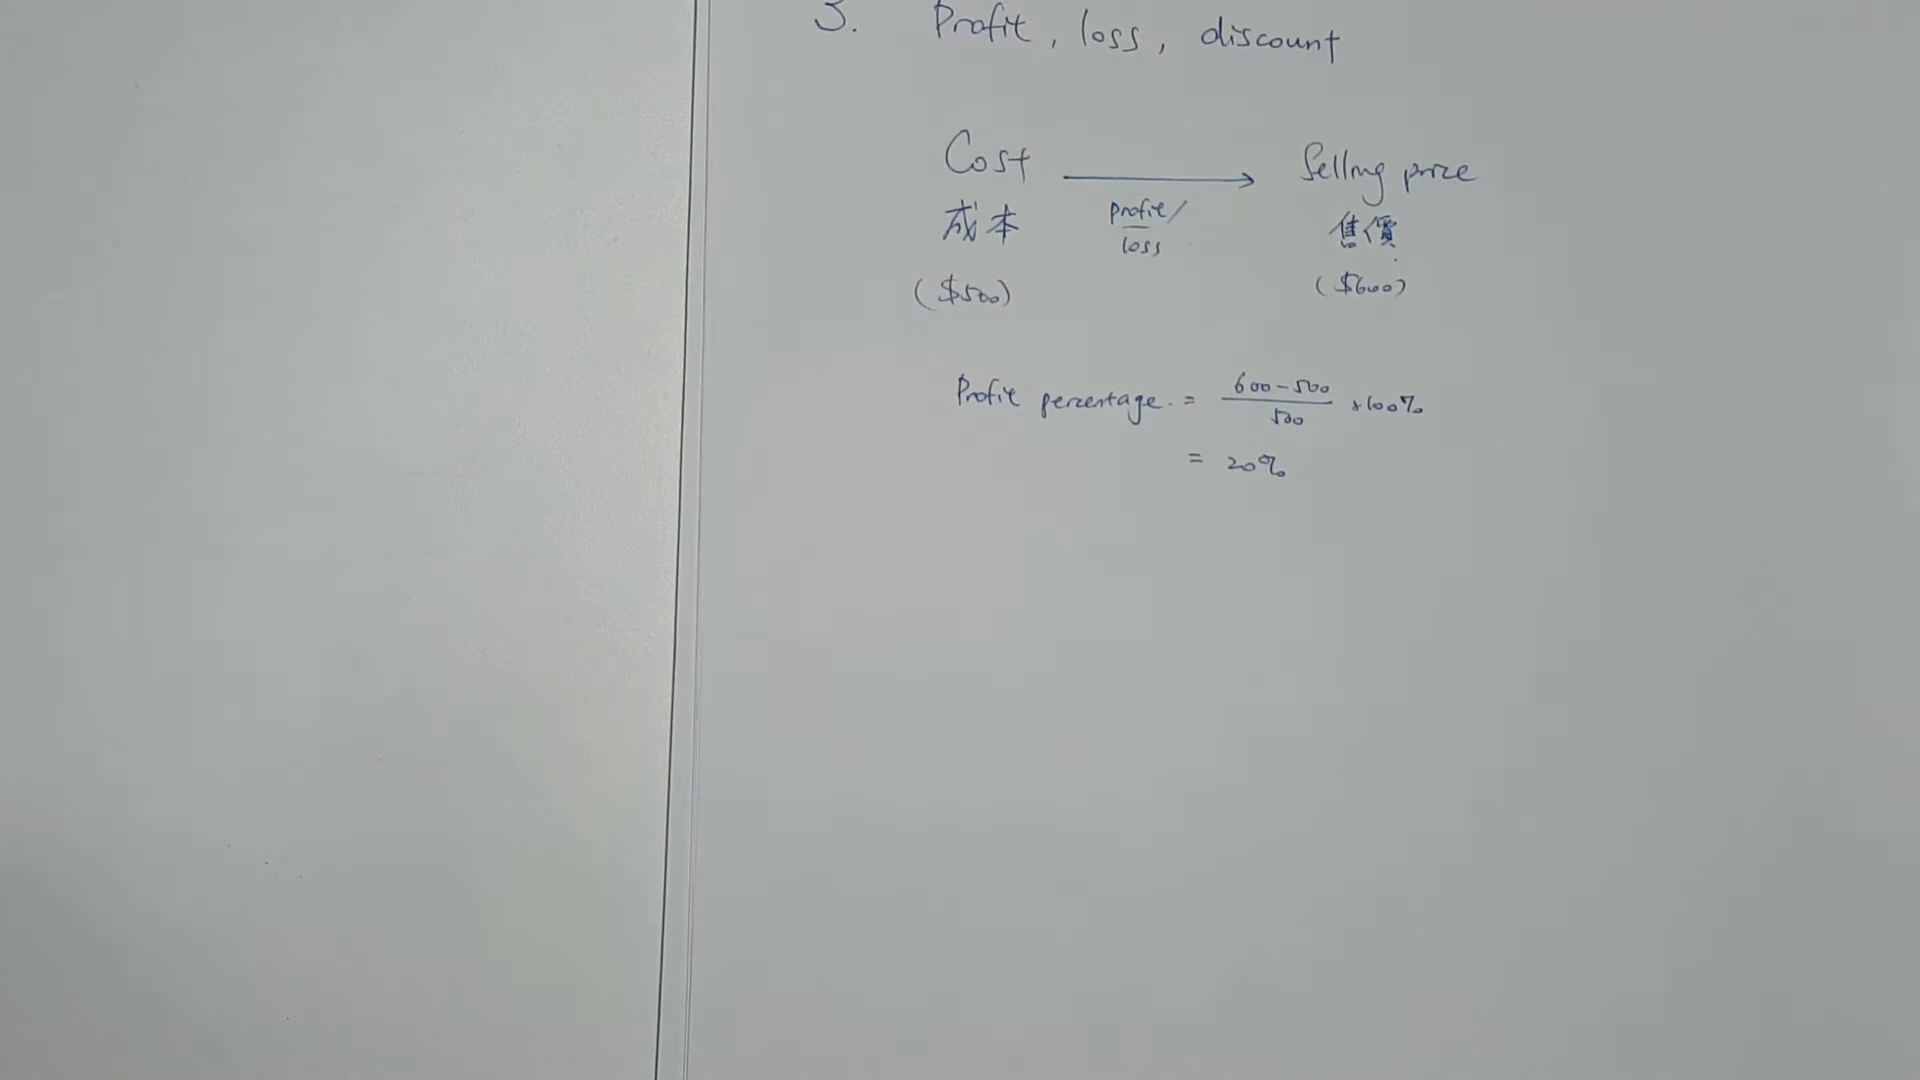 3. Profit, loss, discount
Cost → Selling price
profit/
loss
成本 售價
($500) ($600)
Profit percentage = (600-500)/500 × 100%
= 20%